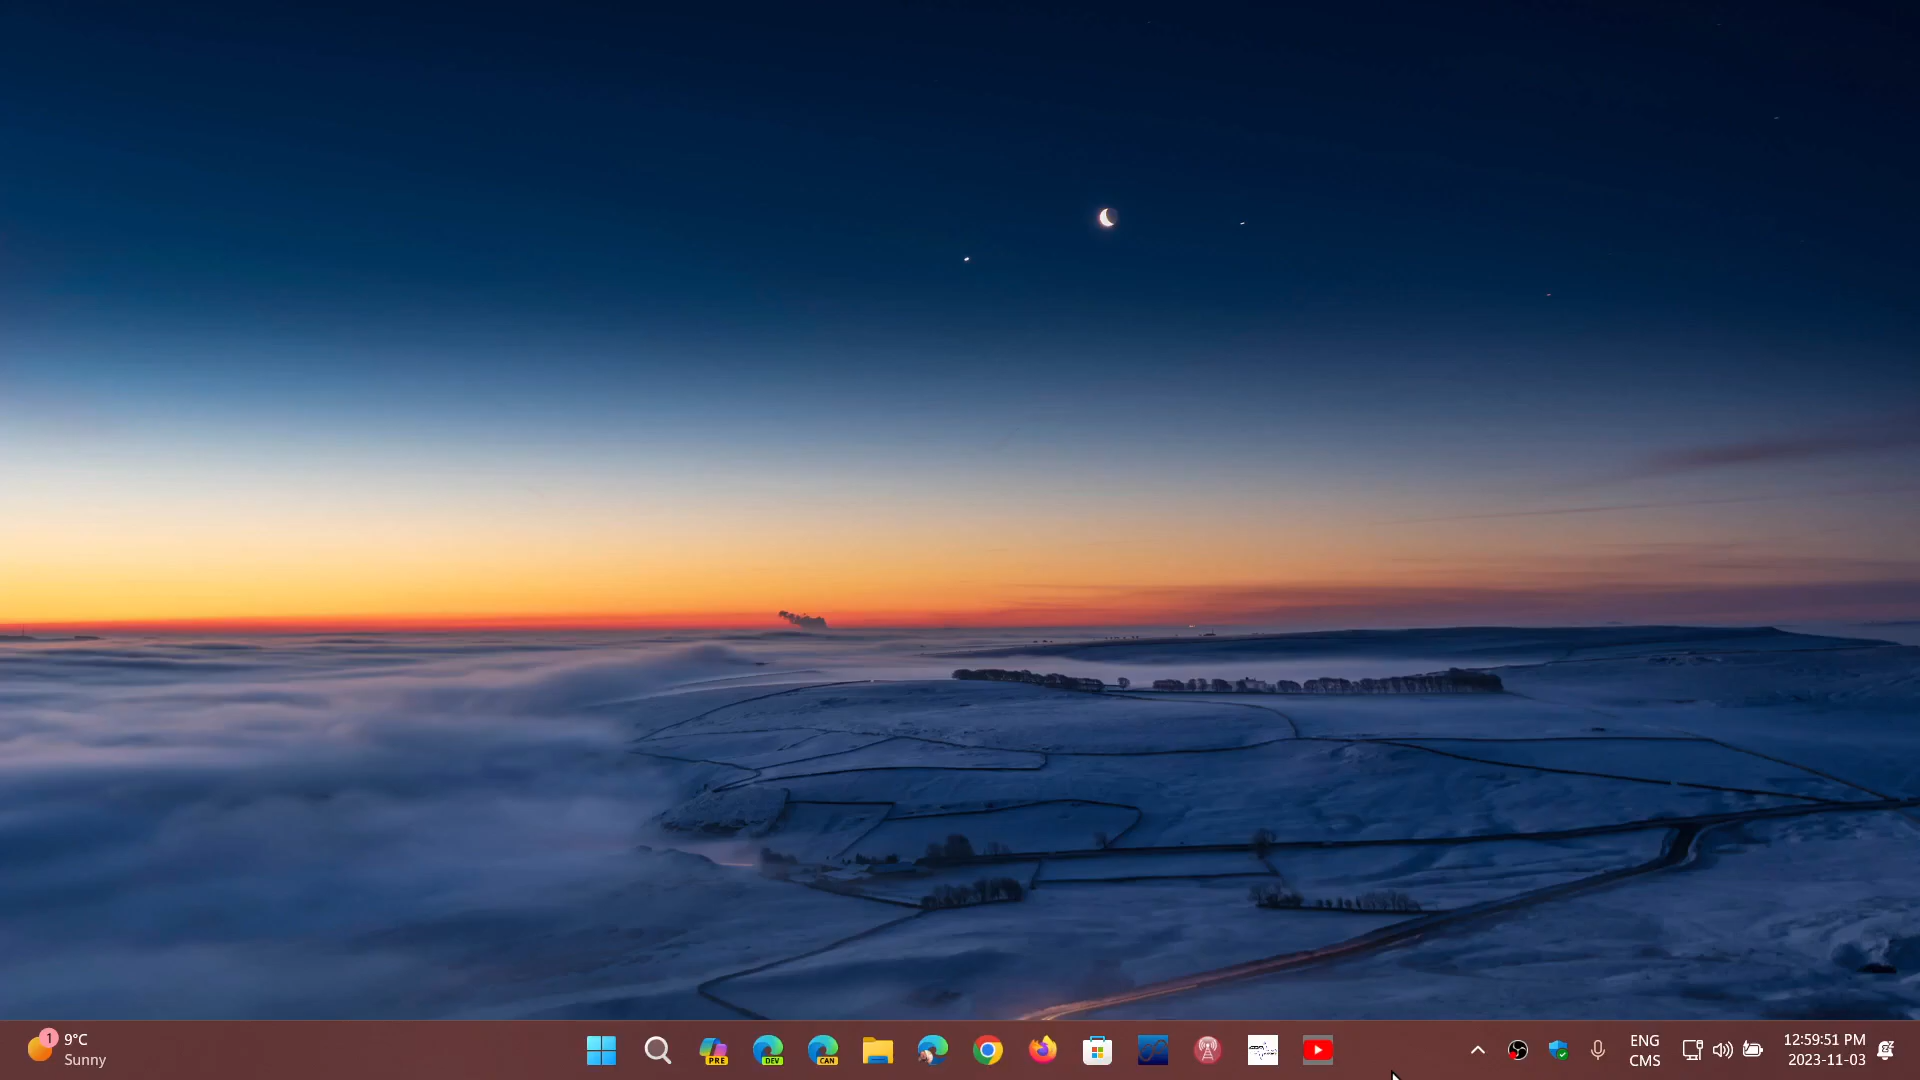 1
9°C
Sunny
PRE
DEV
CAN
ENG
CMS
12:59:51 PM
2023-11-03